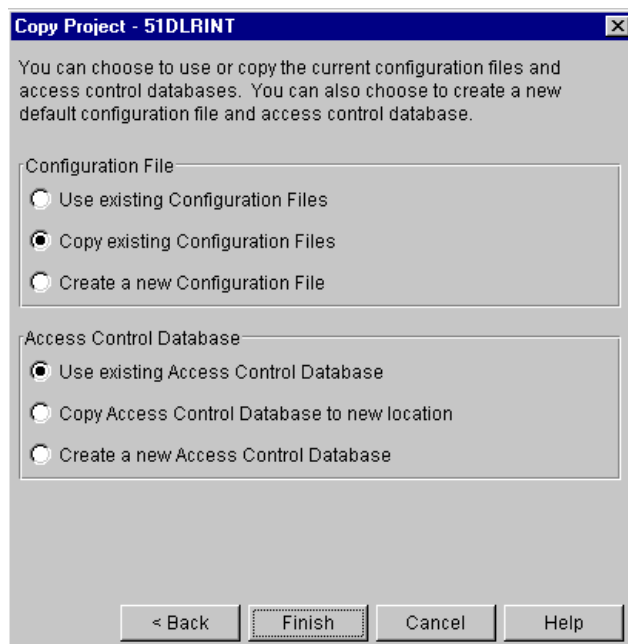 Copy Project - 51DLRINT
You can choose to use or copy the current configuration files and
access control databases. You can also choose to create a new
default configuration file and access control database.
Configuration File
Use existing Configuration Files
Copy existing Configuration Files
Create a new Configuration File
Access Control Database
Use existing Access Control Database
Copy Access Control Database to new location
Create a new Access Control Database
< Back
Finish
Cancel
Help